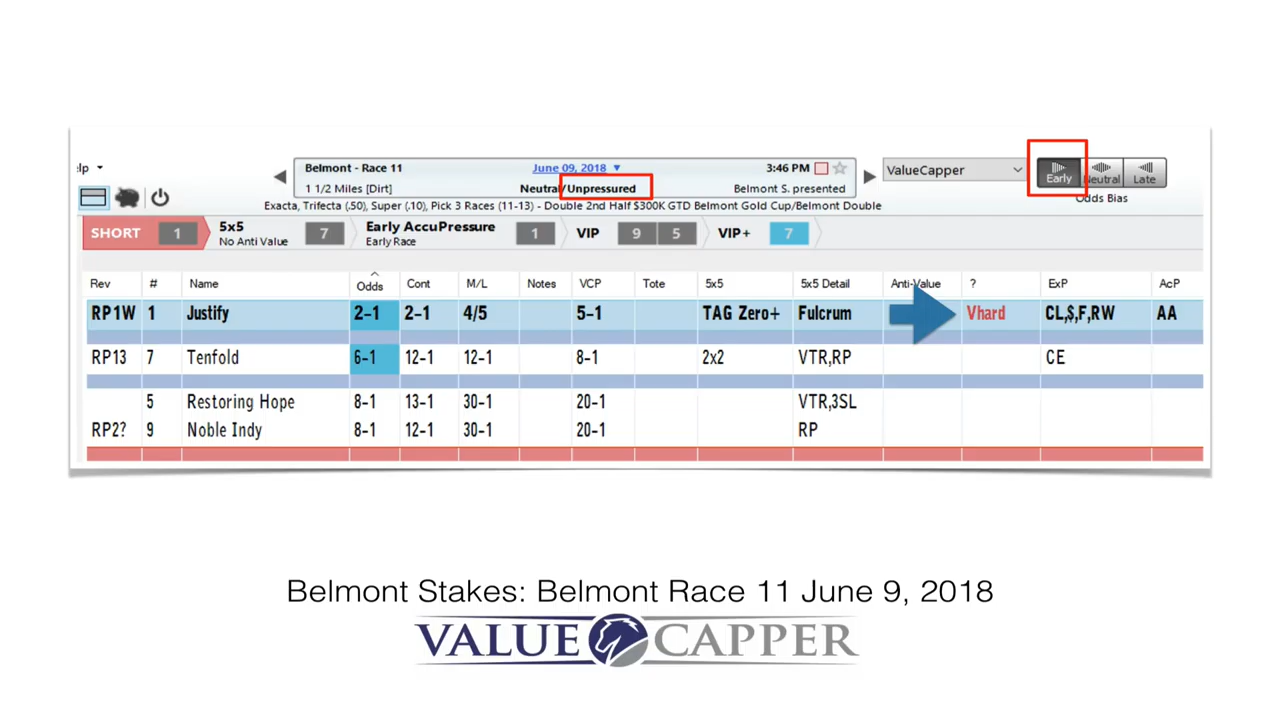 elp
Belmont - Race 11 June 09, 2018 3:46 PM
1 1/2 Miles [Dirt] Neutral/Unpressured Belmont S. presented
Exacta, Trifecta (.50), Super (.10), Pick 3 Races (11-13) - Double 2nd Half $300K GTD Belmont Gold Cup/Belmont Double
ValueCapper Early Neutral Late
Odds Bias
SHORT 1 5x5 7 Early AccuPressure 1 VIP 9 5 VIP+ 7
No Anti Value Early Race
Rev # Name Odds Cont M/L Notes VCP Tote 5x5 5x5 Detail Anti-Value ? ExP AcP
RP1W 1 Justify 2-1 2-1 4/5 5-1 TAG Zero+ Fulcrum Vhard CL,$,F,RW AA
RP13 7 Tenfold 6-1 12-1 12-1 8-1 2x2 VTR,RP CE
5 Restoring Hope 8-1 13-1 30-1 20-1 VTR,3SL
RP2? 9 Noble Indy 8-1 12-1 30-1 20-1 RP
Belmont Stakes: Belmont Race 11 June 9, 2018
VALUE CAPPER